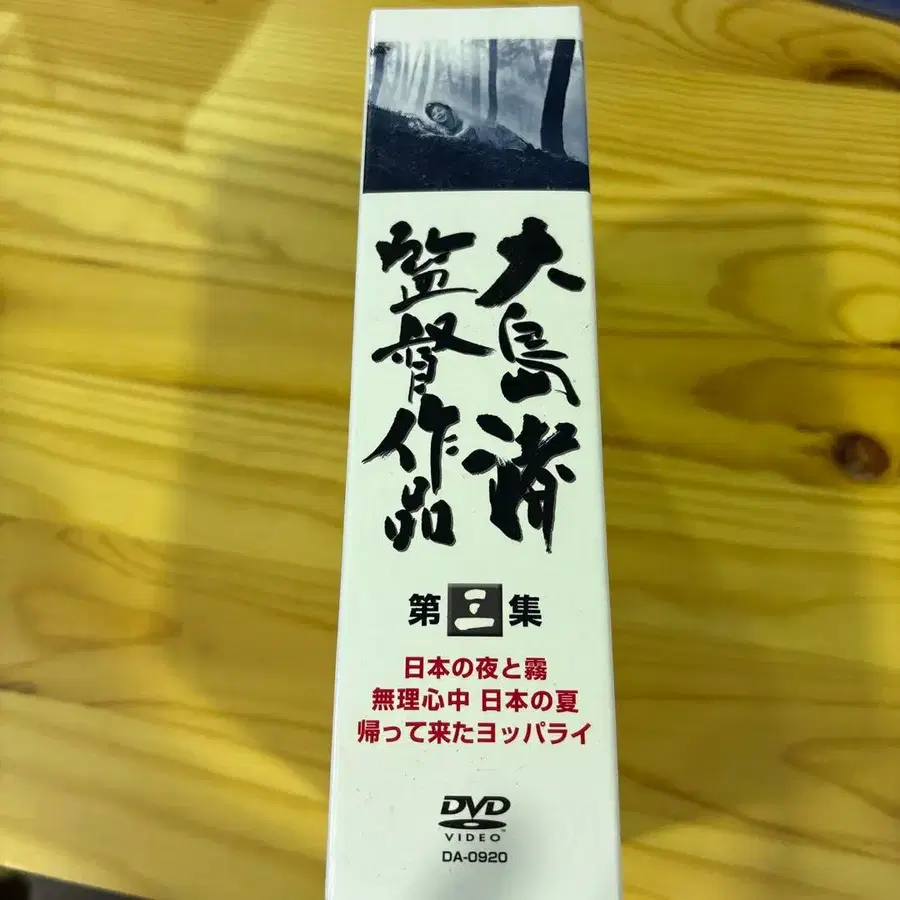 大島渚
監督作品
第三集
日本の夜と霧
無理心中 日本の夏
帰って来たヨッパライ
DVD
VIDEO
DA-0920